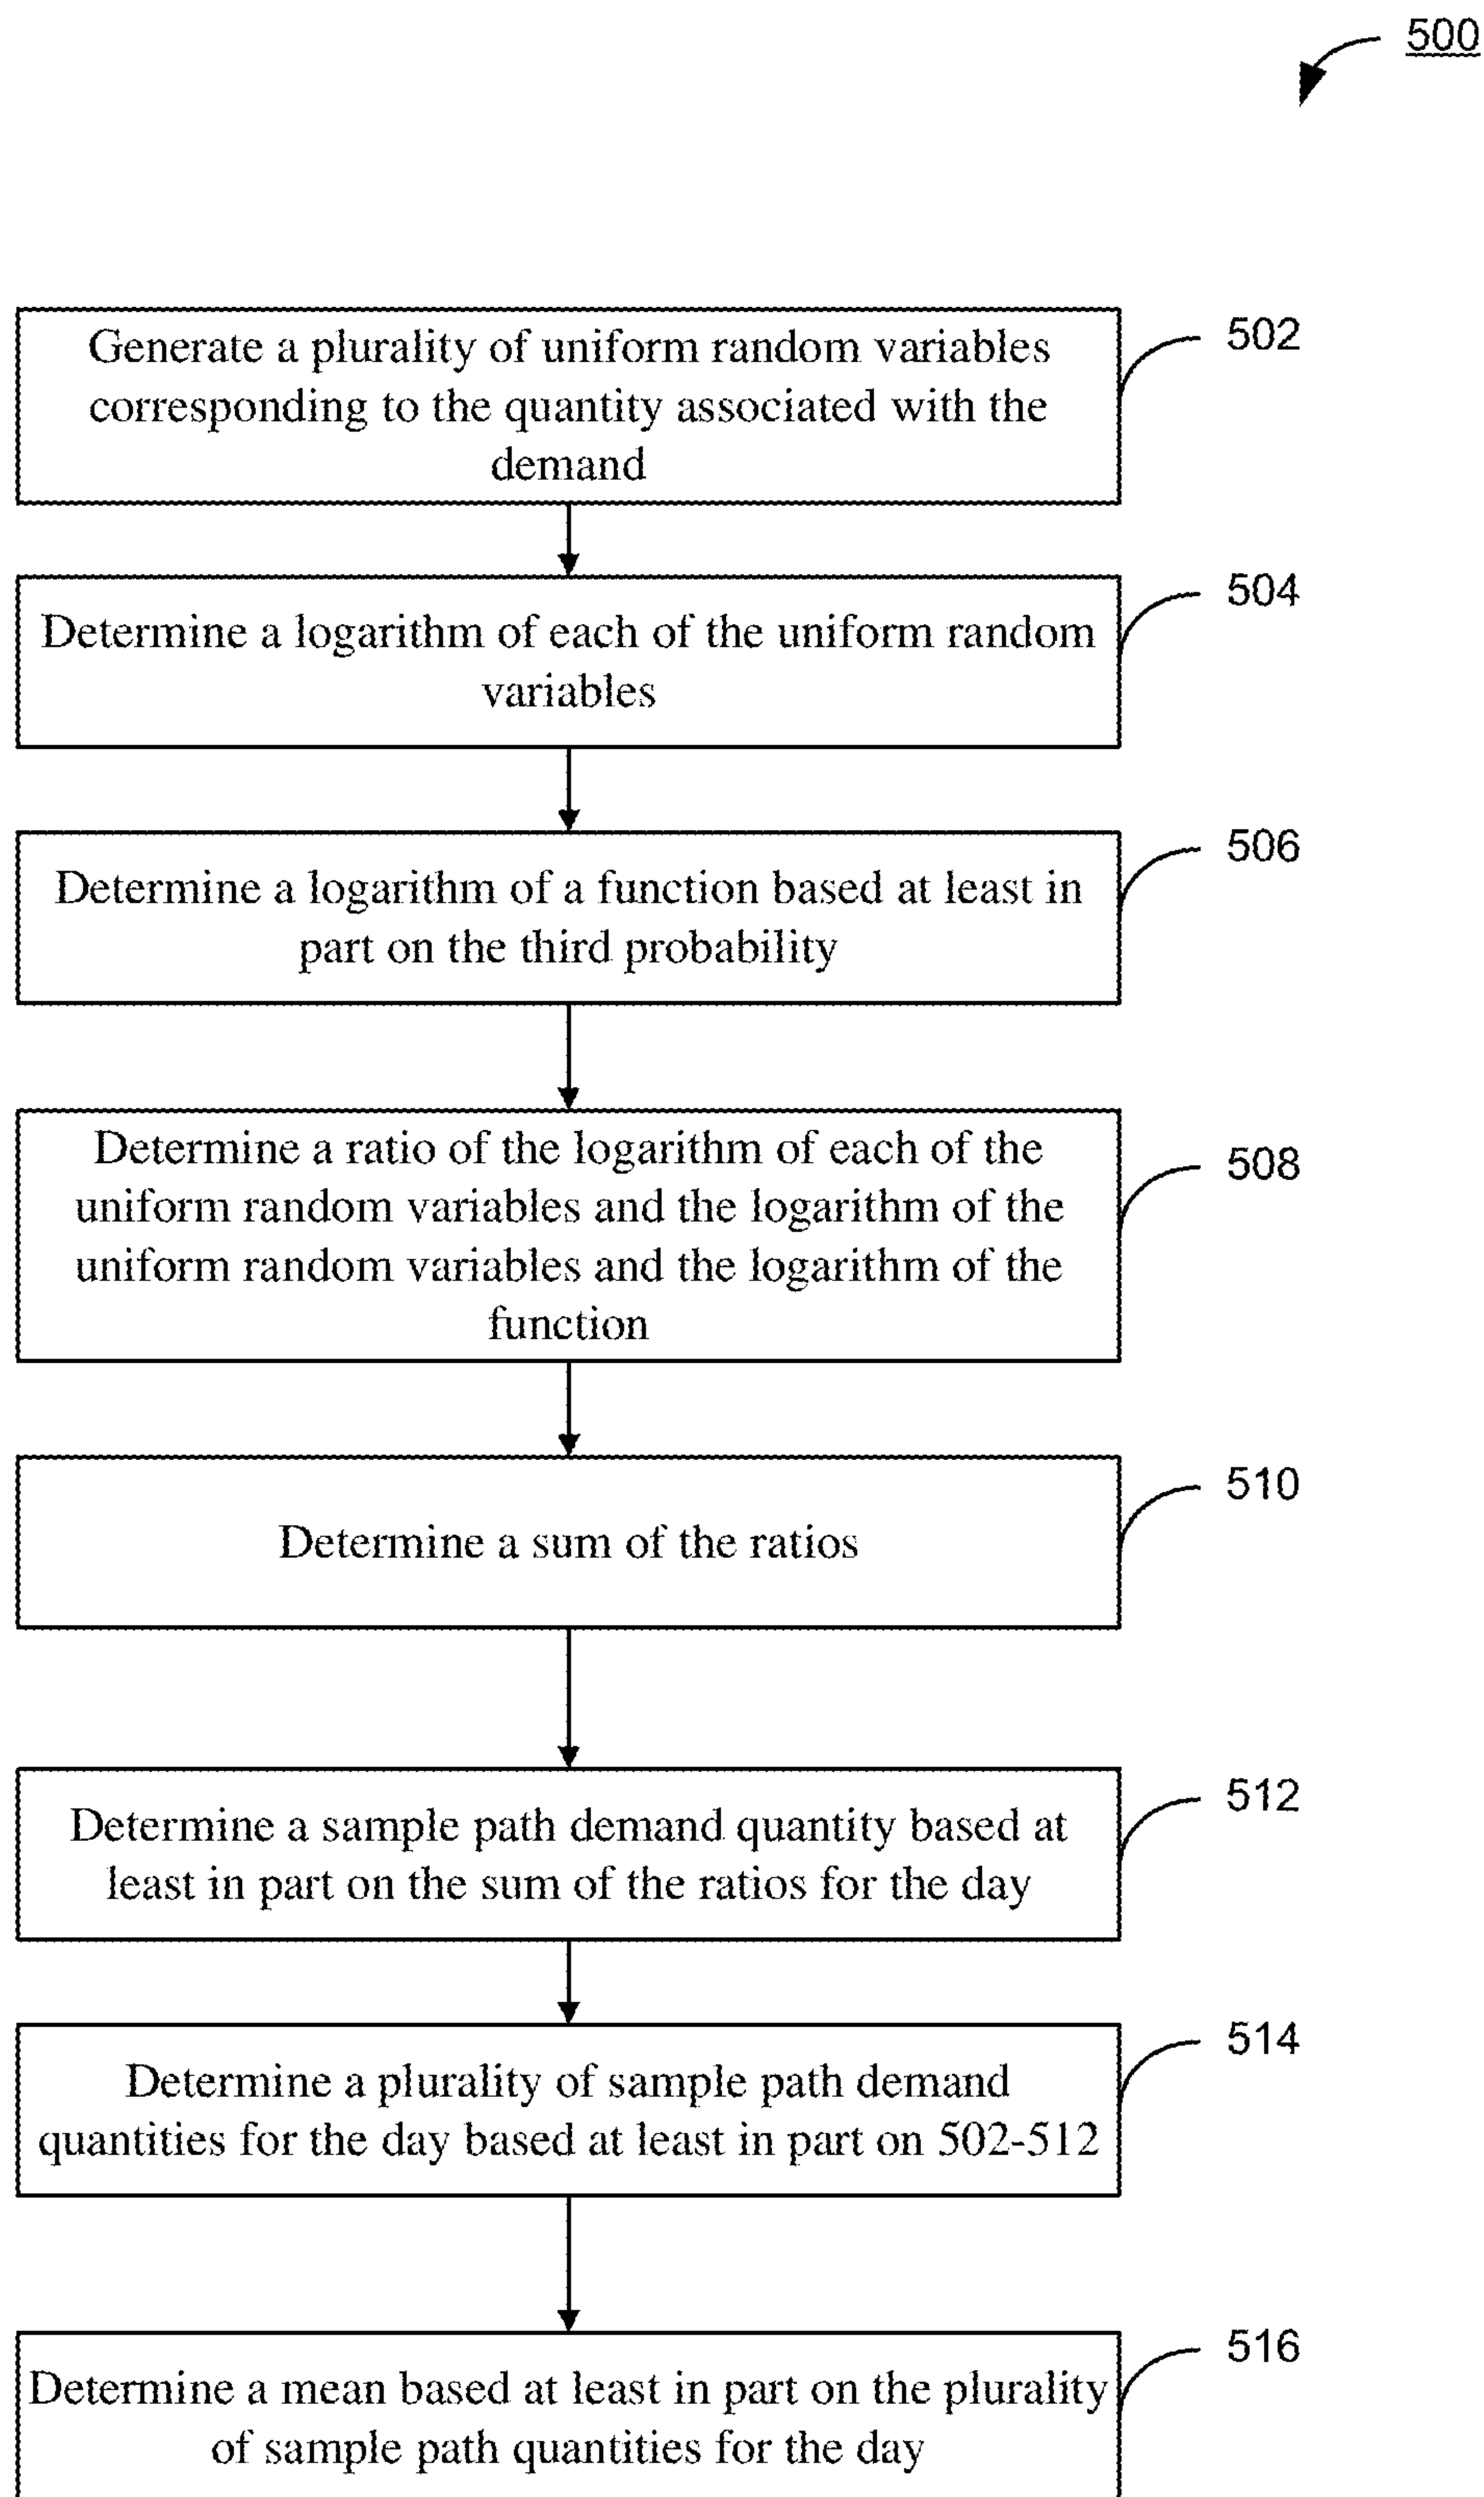 500
Generate a plurality of uniform random variables
corresponding to the quantity associated with the
demand
502
Determine a logarithm of each of the uniform random
variables
504
Determine a logarithm of a function based at least in
part on the third probability
506
Determine a ratio of the logarithm of each of the
uniform random variables and the logarithm of the
uniform random variables and the logarithm of the
function
508
Determine a sum of the ratios
510
Determine a sample path demand quantity based at
least in part on the sum of the ratios for the day
512
Determine a plurality of sample path demand
quantities for the day based at least in part on 502-512
514
Determine a mean based at least in part on the plurality
of sample path quantities for the day
516